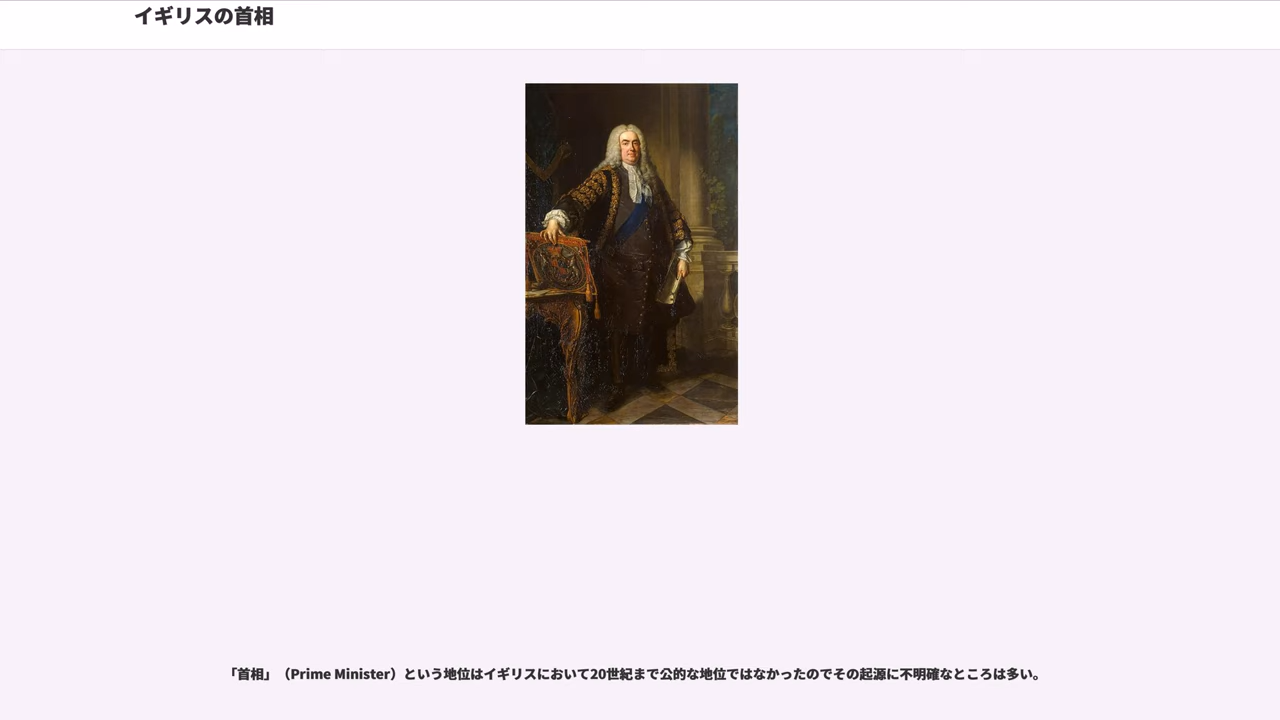 イギリスの首相
「首相」（Prime Minister）という地位はイギリスにおいて20世紀まで公的な地位ではなかったのでその起源に不明確なところは多い。